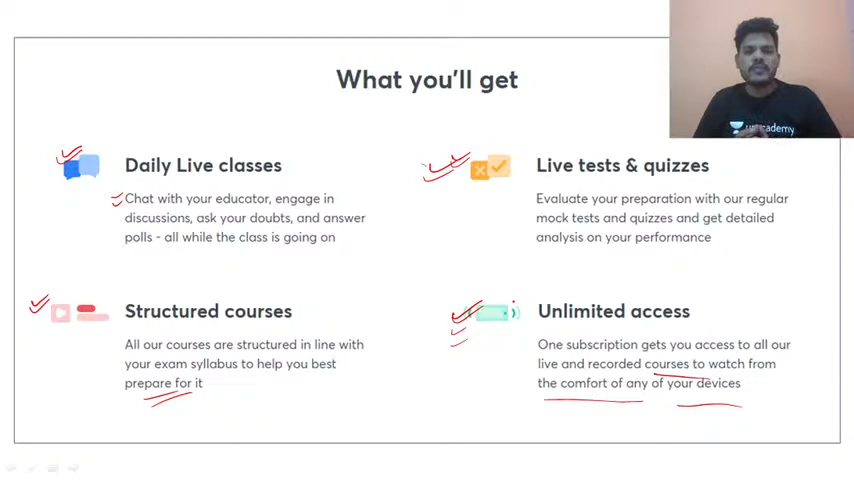 What you'll get
Daily Live classes
Chat with your educator, engage in
discussions, ask your doubts, and answer
polls - all while the class is going on
Live tests & quizzes
Evaluate your preparation with our regular
mock tests and quizzes and get detailed
analysis on your performance
Structured courses
All our courses are structured in line with
your exam syllabus to help you best
prepare for it
Unlimited access
One subscription gets you access to all our
live and recorded courses to watch from
the comfort of any of your devices